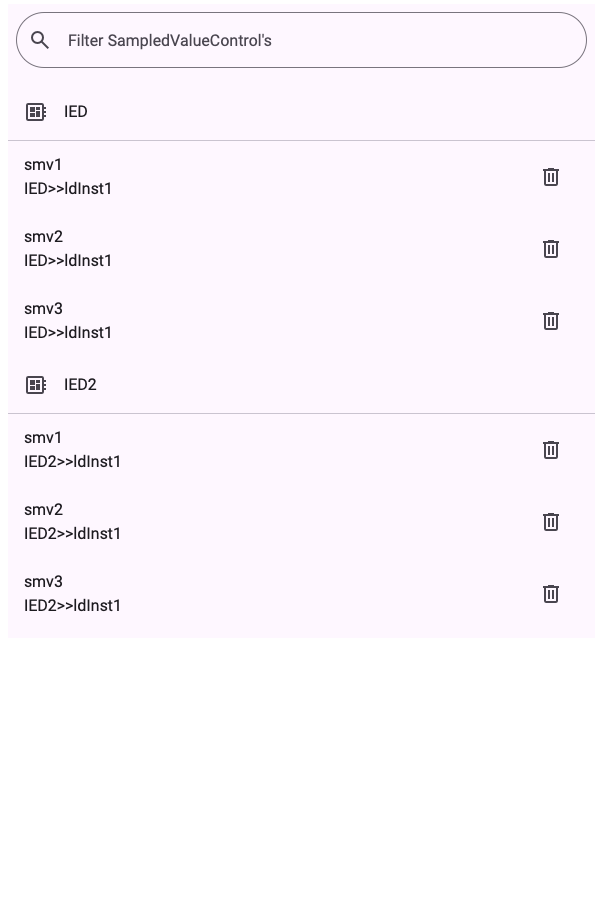 Filter SampledValueControl's
IED
smv1
IED>>ldInst1
smv2
IED>>ldInst1
smv3
IED>>ldInst1
IED2
smv1
IED2>>ldInst1
smv2
IED2>>ldInst1
smv3
IED2>>ldInst1